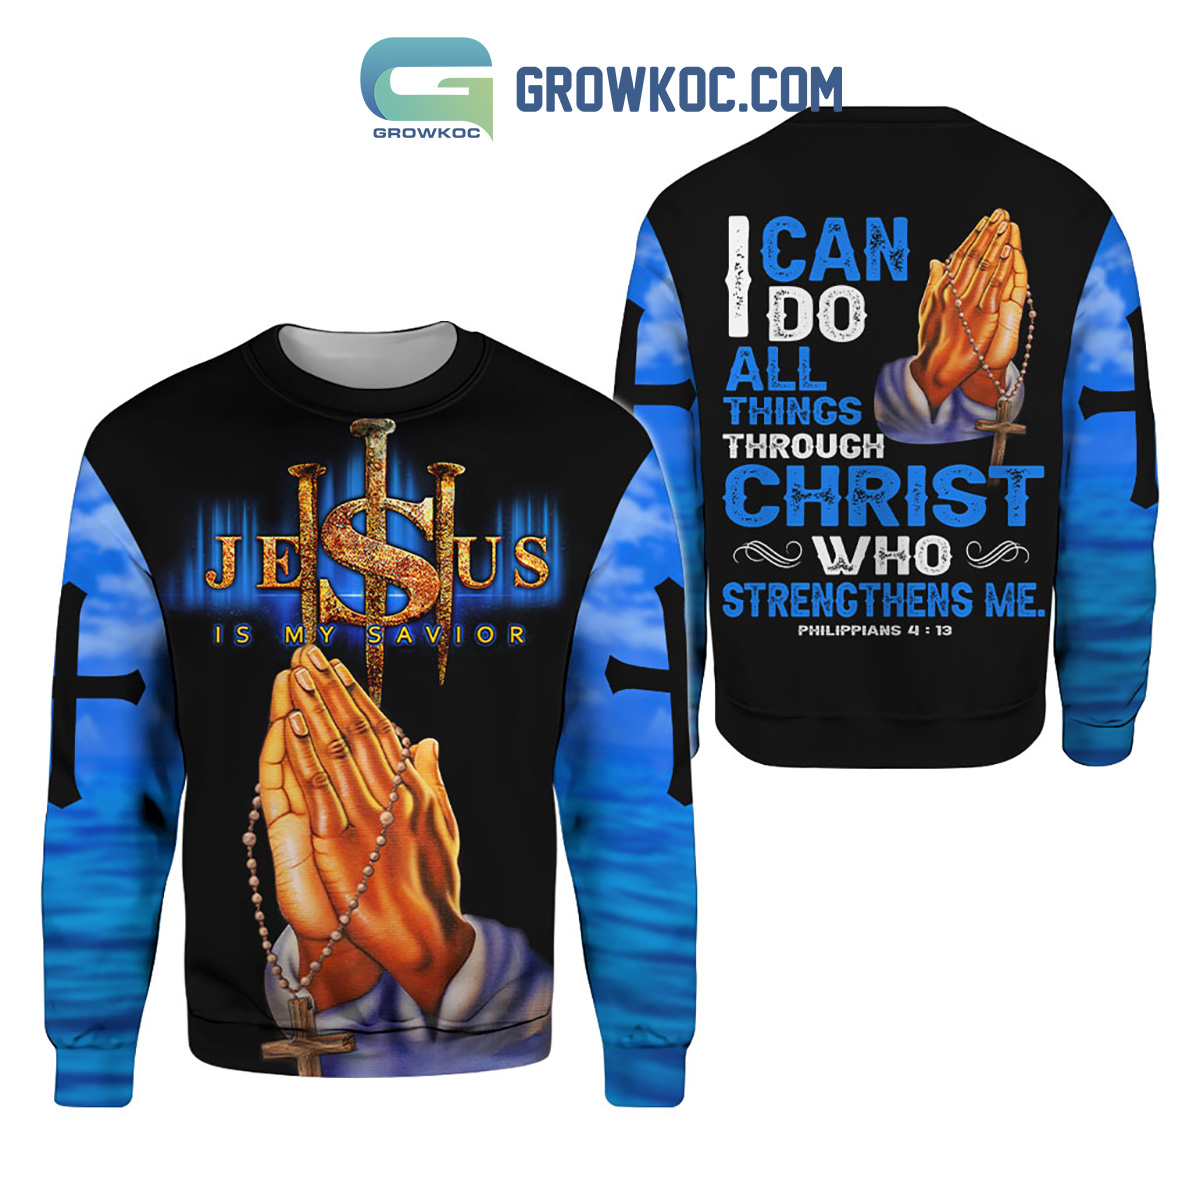 GROWKOC
GROWKOC.COM
JESUS
IS MY SAVIOR
I CAN
DO
ALL
THINGS
THROUGH
CHRIST
WHO
STRENGTHENS ME.
PHILIPPIANS 4 : 13